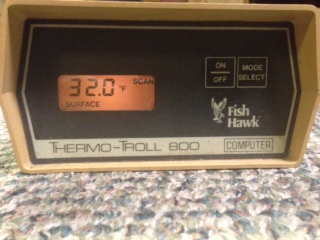 32.0 °F SCAN
SURFACE
ON
OFF
MODE
SELECT
Fish
Hawk
THERMO-TROLL 800
COMPUTER